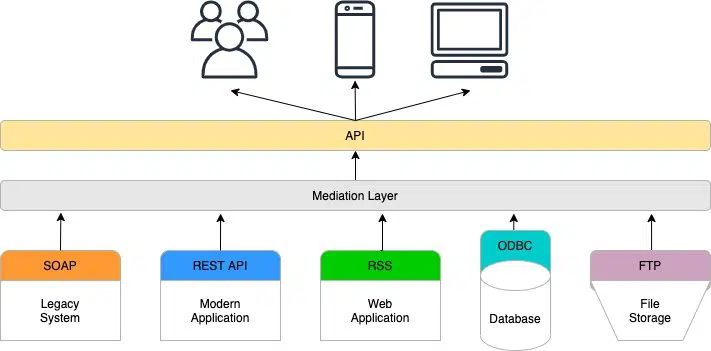 API
Mediation Layer
SOAP
Legacy
System
REST API
Modern
Application
RSS
Web
Application
ODBC
Database
FTP
File
Storage